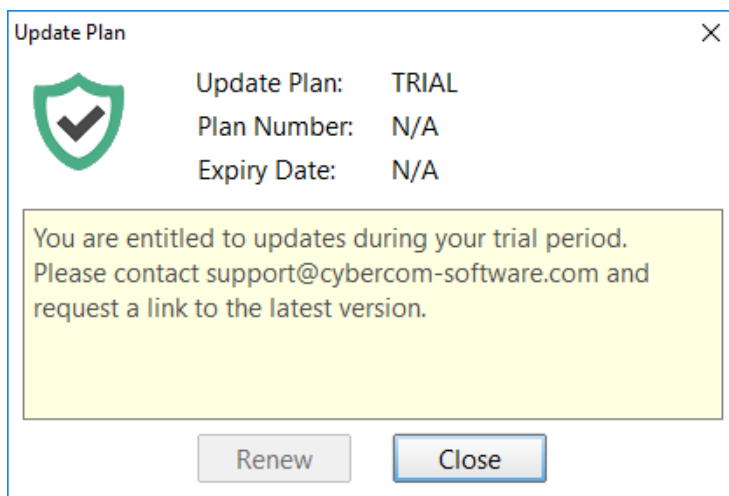 Update Plan
Update Plan: TRIAL
Plan Number: N/A
Expiry Date: N/A
You are entitled to updates during your trial period.
Please contact support@cybercom-software.com and
request a link to the latest version.
Renew Close